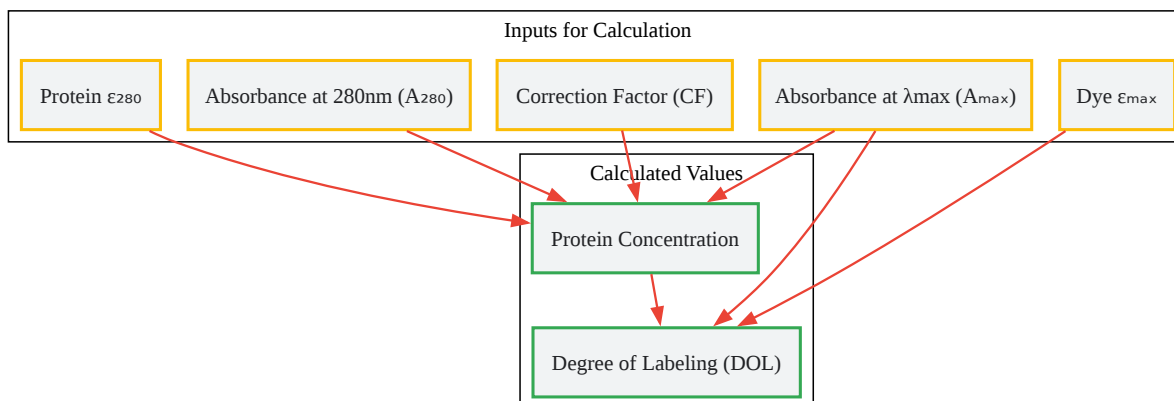 Inputs for Calculation
Protein ε₂₈₀
Absorbance at 280nm (A₂₈₀)
Correction Factor (CF)
Absorbance at λmax (Aₘₐₓ)
Dye εₘₐₓ
Calculated Values
Protein Concentration
Degree of Labeling (DOL)